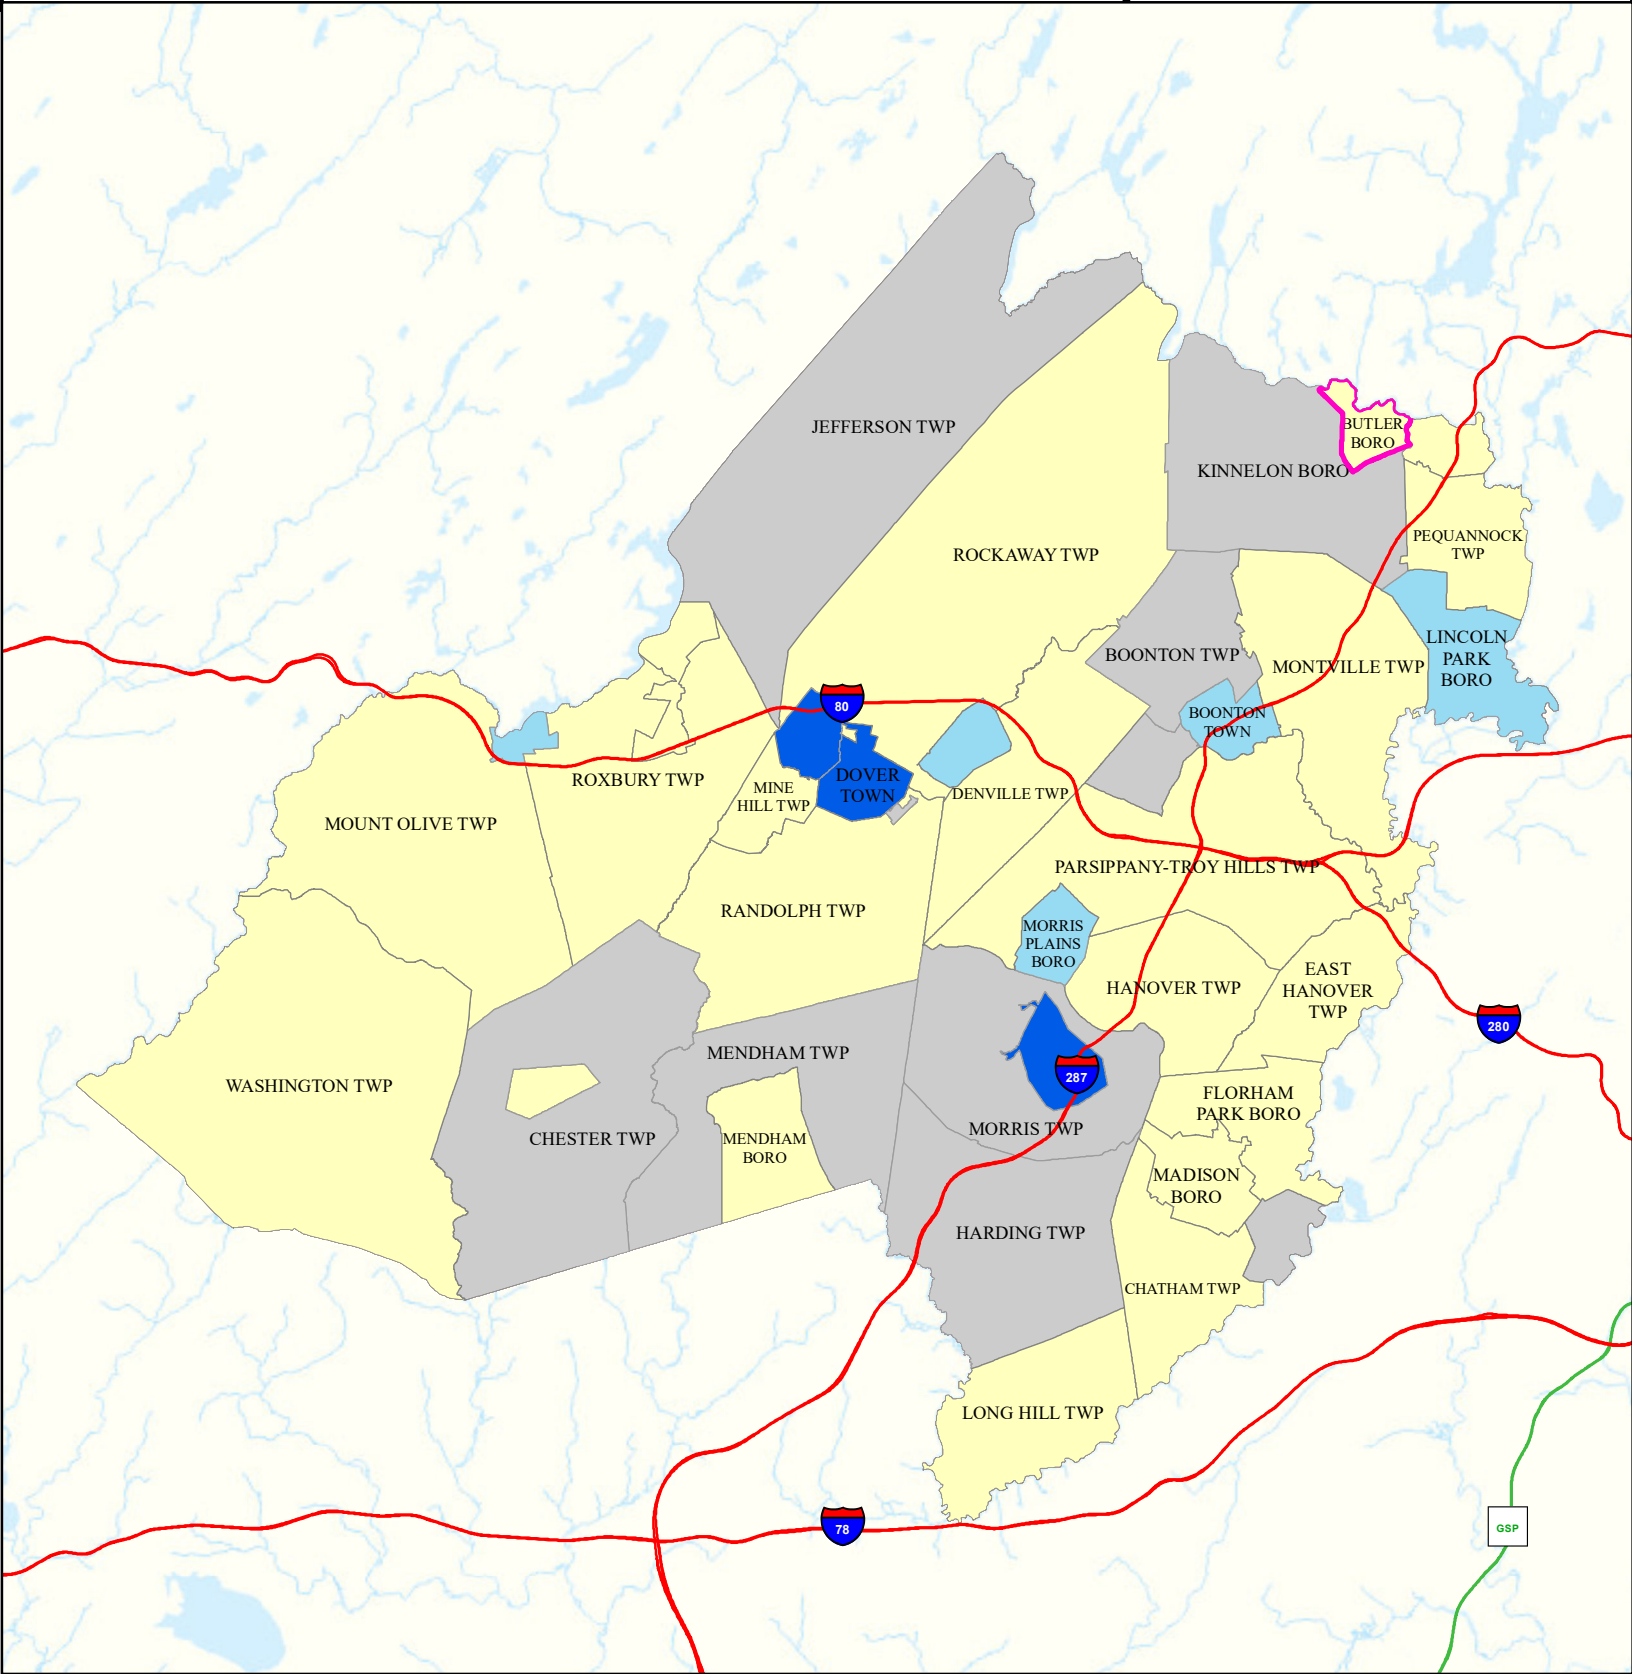 JEFFERSON TWP
BUTLER
BORO
KINNELON BORO
PEQUANNOCK
TWP
ROCKAWAY TWP
LINCOLN
PARK
BORO
BOONTON TWP
MONTVILLE TWP
80
BOONTON
TOWN
ROXBURY TWP
MINE
HILL TWP
DOVER
TOWN
DENVILLE TWP
MOUNT OLIVE TWP
PARSIPPANY-TROY HILLS TWP
RANDOLPH TWP
MORRIS
PLAINS
BORO
EAST
HANOVER
TWP
HANOVER TWP
280
MENDHAM TWP
287
WASHINGTON TWP
FLORHAM
PARK BORO
CHESTER TWP
MENDHAM
BORO
MORRIS TWP
MADISON
BORO
HARDING TWP
CHATHAM TWP
LONG HILL TWP
78
GSP